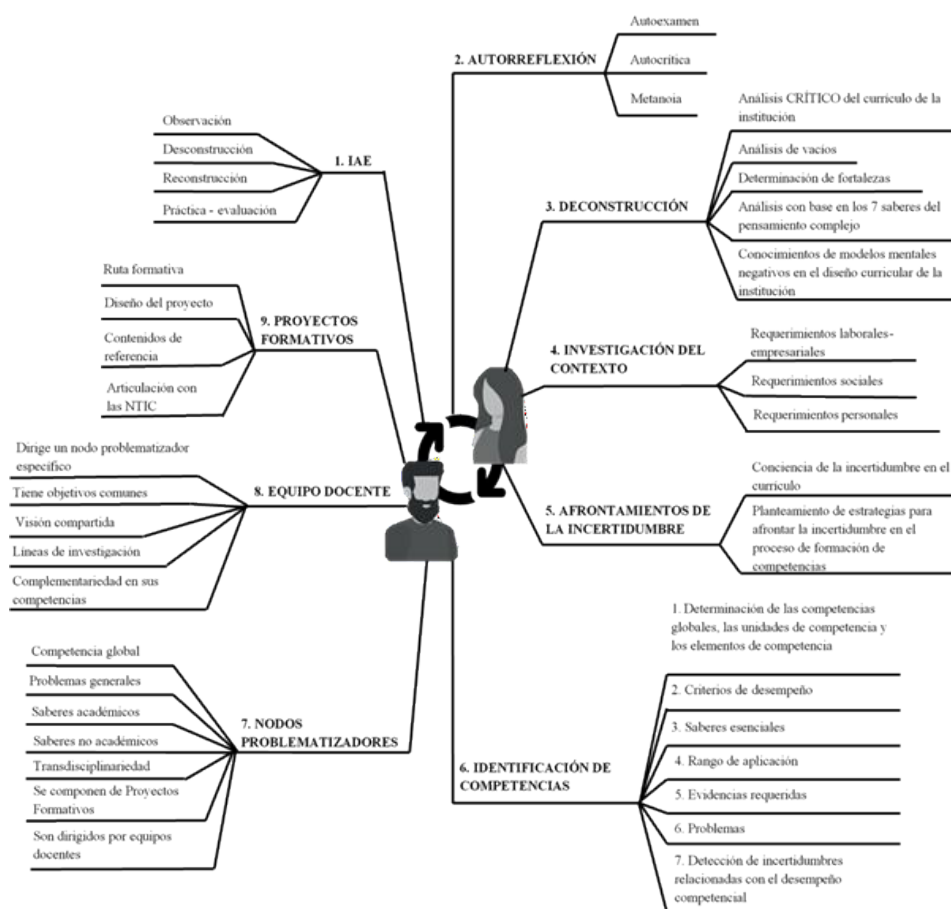 1. IAE
Observación
Desconstrucción
Reconstrucción
Práctica - evaluación
2. AUTORREFLEXIÓN
Autoexamen
Autocrítica
Metanoia
3. DECONSTRUCCIÓN
Análisis CRÍTICO del currículo de la
institución
Análisis de vacíos
Determinación de fortalezas
Análisis con base en los 7 saberes del
pensamiento complejo
Conocimientos de modelos mentales
negativos en el diseño curricular de la
institución
4. INVESTIGACIÓN DEL
CONTEXTO
Requerimientos laborales-
empresariales
Requerimientos sociales
Requerimientos personales
5. AFRONTAMIENTOS DE
LA INCERTIDUMBRE
Conciencia de la incertidumbre en el
currículo
Planteamiento de estrategias para
afrontar la incertidumbre en el
proceso de formación de
competencias
6. IDENTIFICACIÓN DE
COMPETENCIAS
1. Determinación de las competencias
globales, las unidades de competencia y
los elementos de competencia
2. Criterios de desempeño
3. Saberes esenciales
4. Rango de aplicación
5. Evidencias requeridas
6. Problemas
7. Detección de incertidumbres
relacionadas con el desempeño
competencial
7. NODOS
PROBLEMATIZADORES
Competencia global
Problemas generales
Saberes académicos
Saberes no académicos
Transdisciplinariedad
Se componen de Proyectos
Formativos
Son dirigidos por equipos
docentes
8. EQUIPO DOCENTE
Dirige un nodo problematizador
específico
Tiene objetivos comunes
Visión compartida
Líneas de investigación
Complementariedad en sus
competencias
9. PROYECTOS
FORMATIVOS
Ruta formativa
Diseño del proyecto
Contenidos de
referencia
Articulación con
las NTIC